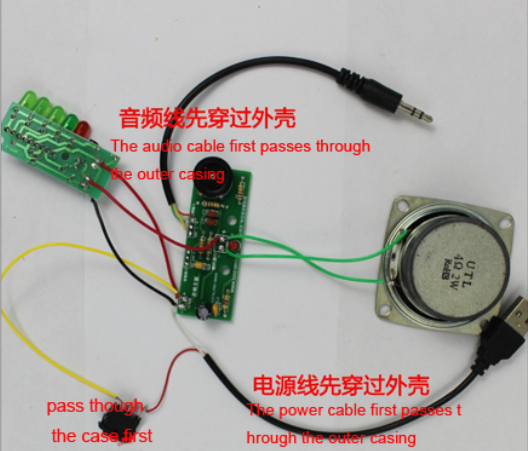 音频线先穿过外壳
The audio cable first passes through
the outer casing
UTL
4Ω 2W
电源线先穿过外壳
The power cable first passes t
hrough the outer casing
pass though
the case first